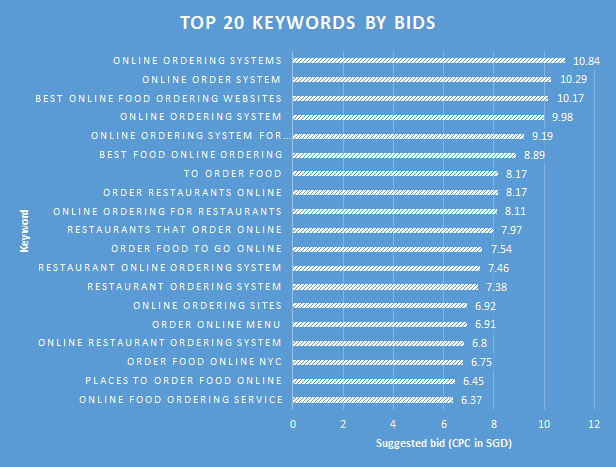 TOP 20 KEYWORDS BY BIDS
ONLINE ORDERING SYSTEMS 10.84
ONLINE ORDER SYSTEM 10.29
BEST ONLINE FOOD ORDERING WEBSITES 10.17
ONLINE ORDERING SYSTEM 9.98
ONLINE ORDERING SYSTEM FOR... 9.19
BEST FOOD ONLINE ORDERING 8.89
TO ORDER FOOD 8.17
ORDER RESTAURANTS ONLINE 8.17
ONLINE ORDERING FOR RESTAURANTS 8.11
RESTAURANTS THAT ORDER ONLINE 7.97
ORDER FOOD TO GO ONLINE 7.54
RESTAURANT ONLINE ORDERING SYSTEM 7.46
RESTAURANT ORDERING SYSTEM 7.38
ONLINE ORDERING SITES 6.92
ORDER ONLINE MENU 6.91
ONLINE RESTAURANT ORDERING SYSTEM 6.8
ORDER FOOD ONLINE NYC 6.75
PLACES TO ORDER FOOD ONLINE 6.45
ONLINE FOOD ORDERING SERVICE 6.37
Keyword
0 2 4 6 8 10 12
Suggested bid (CPC in SGD)